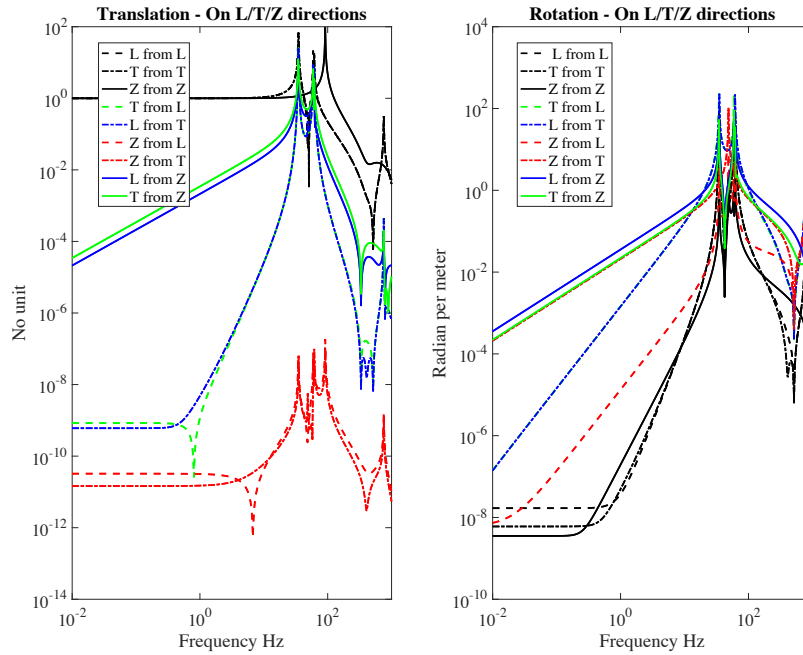 Translation - On L/T/Z directions
10^2
10^0
10^-2
10^-4
10^-6
10^-8
10^-10
10^-12
10^-14
No unit
L from L
T from T
Z from Z
T from L
L from T
Z from L
Z from T
L from Z
T from Z
10^-2
10^0
10^2
Frequency Hz
Rotation - On L/T/Z directions
10^4
10^2
10^0
10^-2
10^-4
10^-6
10^-8
10^-10
Radian per meter
L from L
T from T
Z from Z
T from L
L from T
Z from L
Z from T
L from Z
T from Z
10^-2
10^0
10^2
Frequency Hz